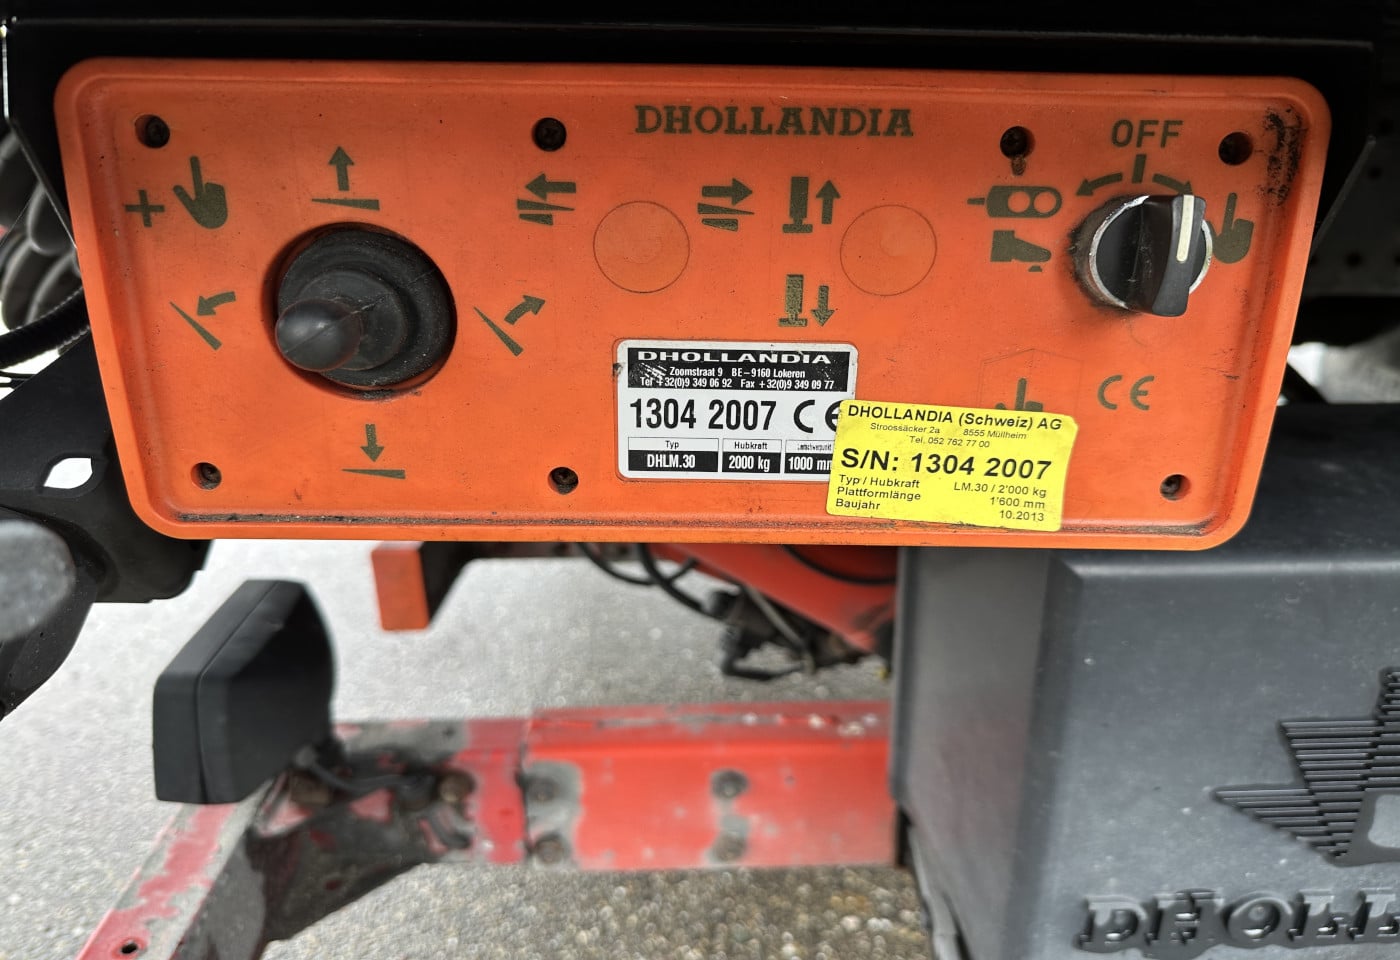 DHOLLANDIA
OFF
+
DHOLLANDIA
Zoomstraat 9 BE-9160 Lokeren
Tel +32(0)9 349 06 92 Fax +32(0)9 349 09 77
1304 2007 CE
Typ Hubkraft
DHLM.30 2000 kg 1000 mm
CE
DHOLLANDIA (Schweiz) AG
Stroossäcker 2a 8555 Müllheim
Tel. 052 762 77 00
S/N: 1304 2007
Typ / Hubkraft LM.30 / 2'000 kg
Plattformlänge 1'600 mm
Baujahr 10.2013